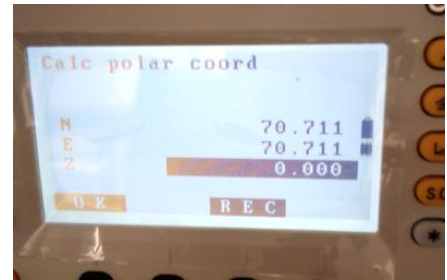 Calc polar coord
N 70.711
E 70.711
Z 0.000
OK REC
S.O
*